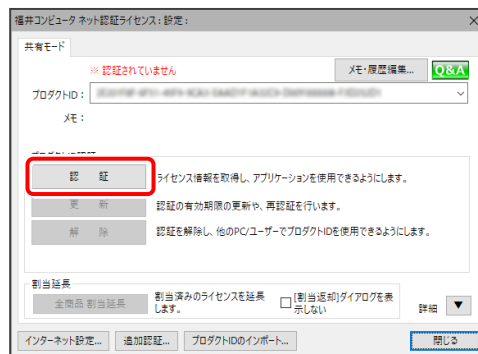 福井コンピュータ ネット認証ライセンス : 設定 :
共有モード
※ 認証されていません
メモ・履歴編集...
Q&A
プロダクトID :
メモ :
認 証
ライセンス情報を取得し、アプリケーションを使用できるようにします。
更 新
認証の有効期限の更新や、再認証を行います。
解 除
認証を解除し、他のPC/ユーザーでプロダクトIDを使用できるようにします。
割当延長
全商品 割当延長
割当済みのライセンスを延長
します。
[割当返却]ダイアログを表
示しない
詳細 ▼
インターネット設定...
追加認証...
プロダクトIDのインポート...
閉じる